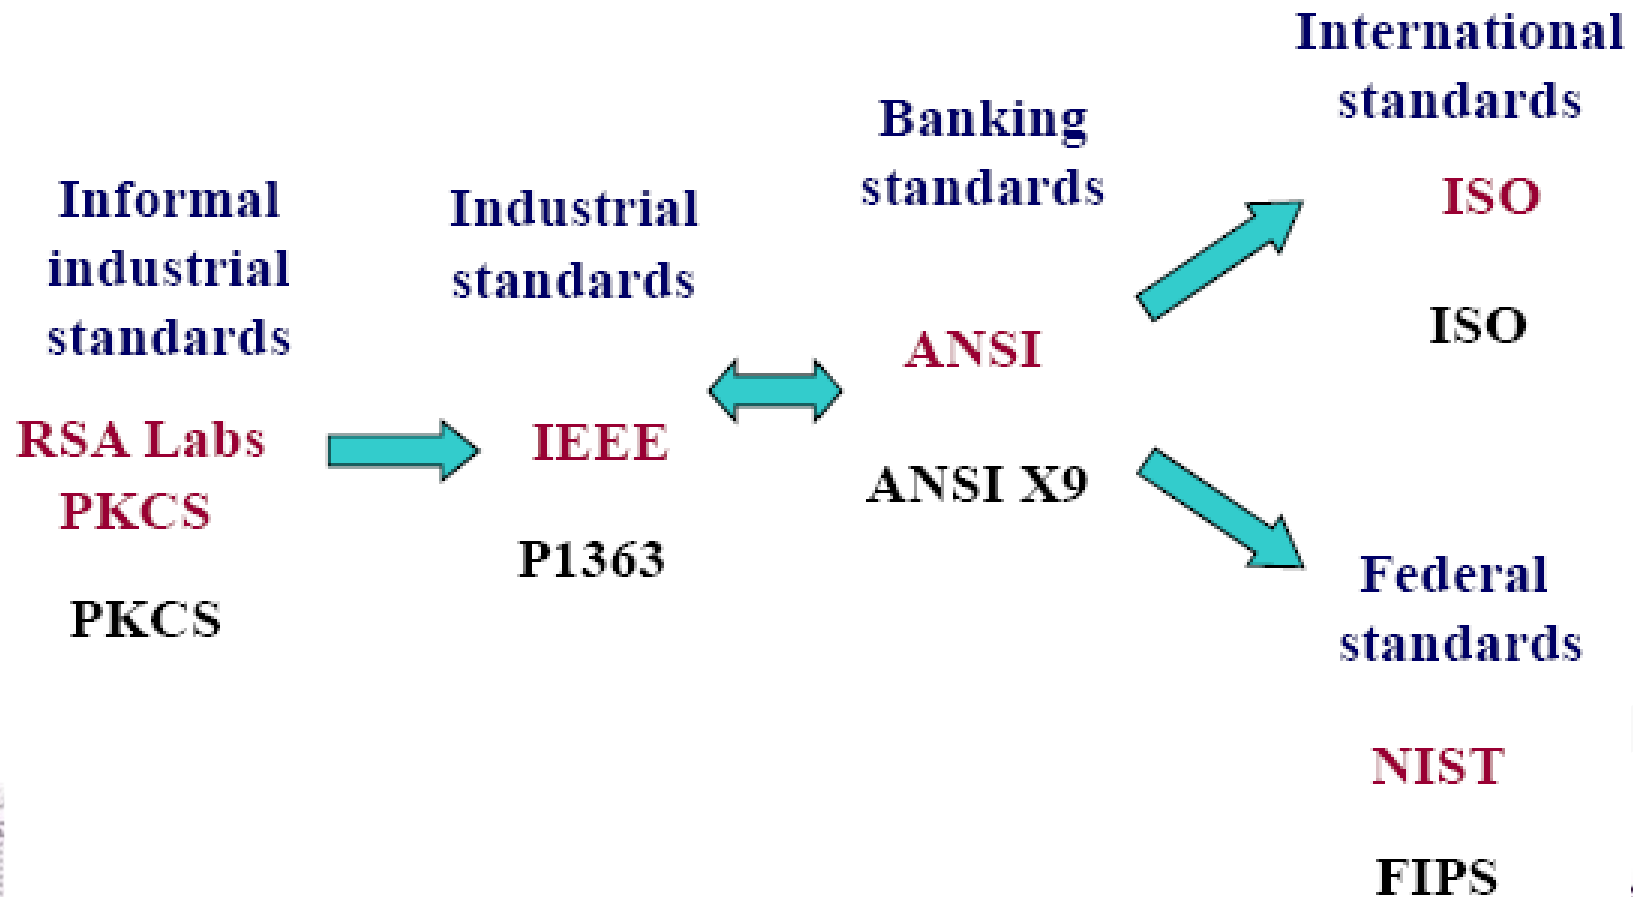 Informal
industrial
standards
RSA Labs
PKCS
PKCS
Industrial
standards
IEEE
P1363
Banking
standards
ANSI
ANSI X9
International
standards
ISO
ISO
Federal
standards
NIST
FIPS